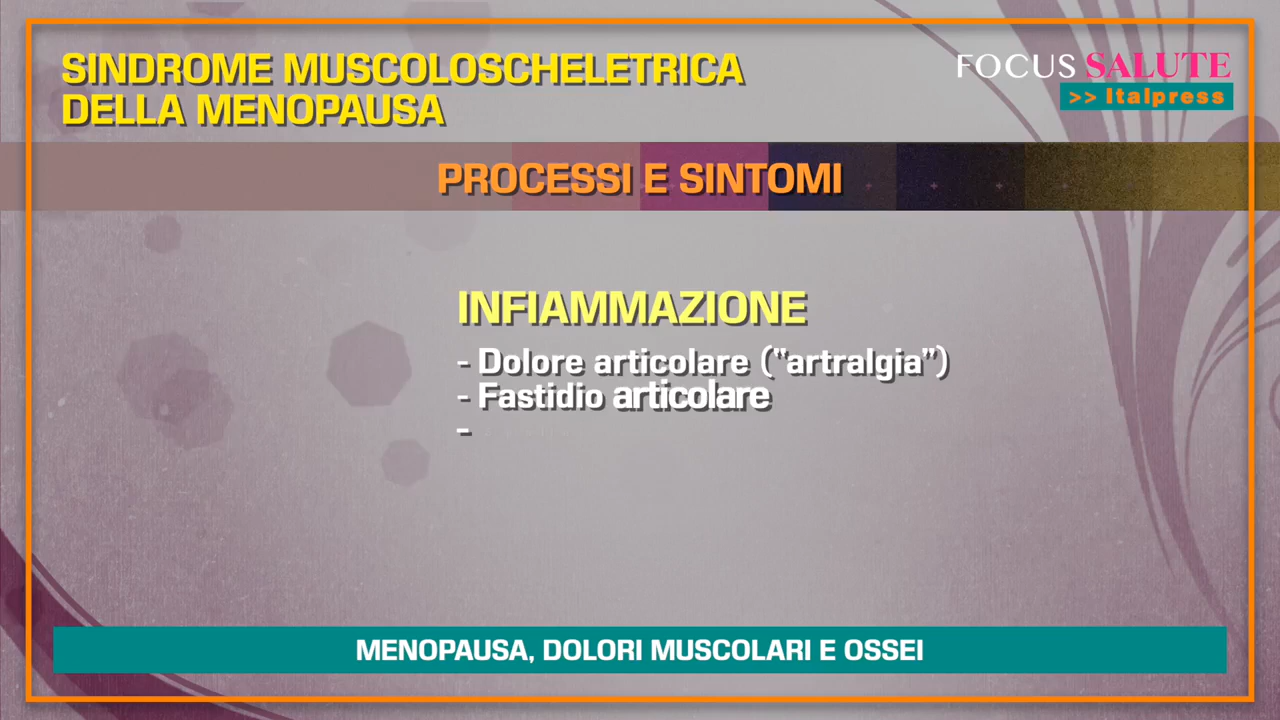 SINDROME MUSCOLOSCHELETRICA
DELLA MENOPAUSA
FOCUS SALUTE
>> Italpress
PROCESSI E SINTOMI
INFIAMMAZIONE
- Dolore articolare ("artralgia")
- Fastidio articolare
-
MENOPAUSA, DOLORI MUSCOLARI E OSSEI